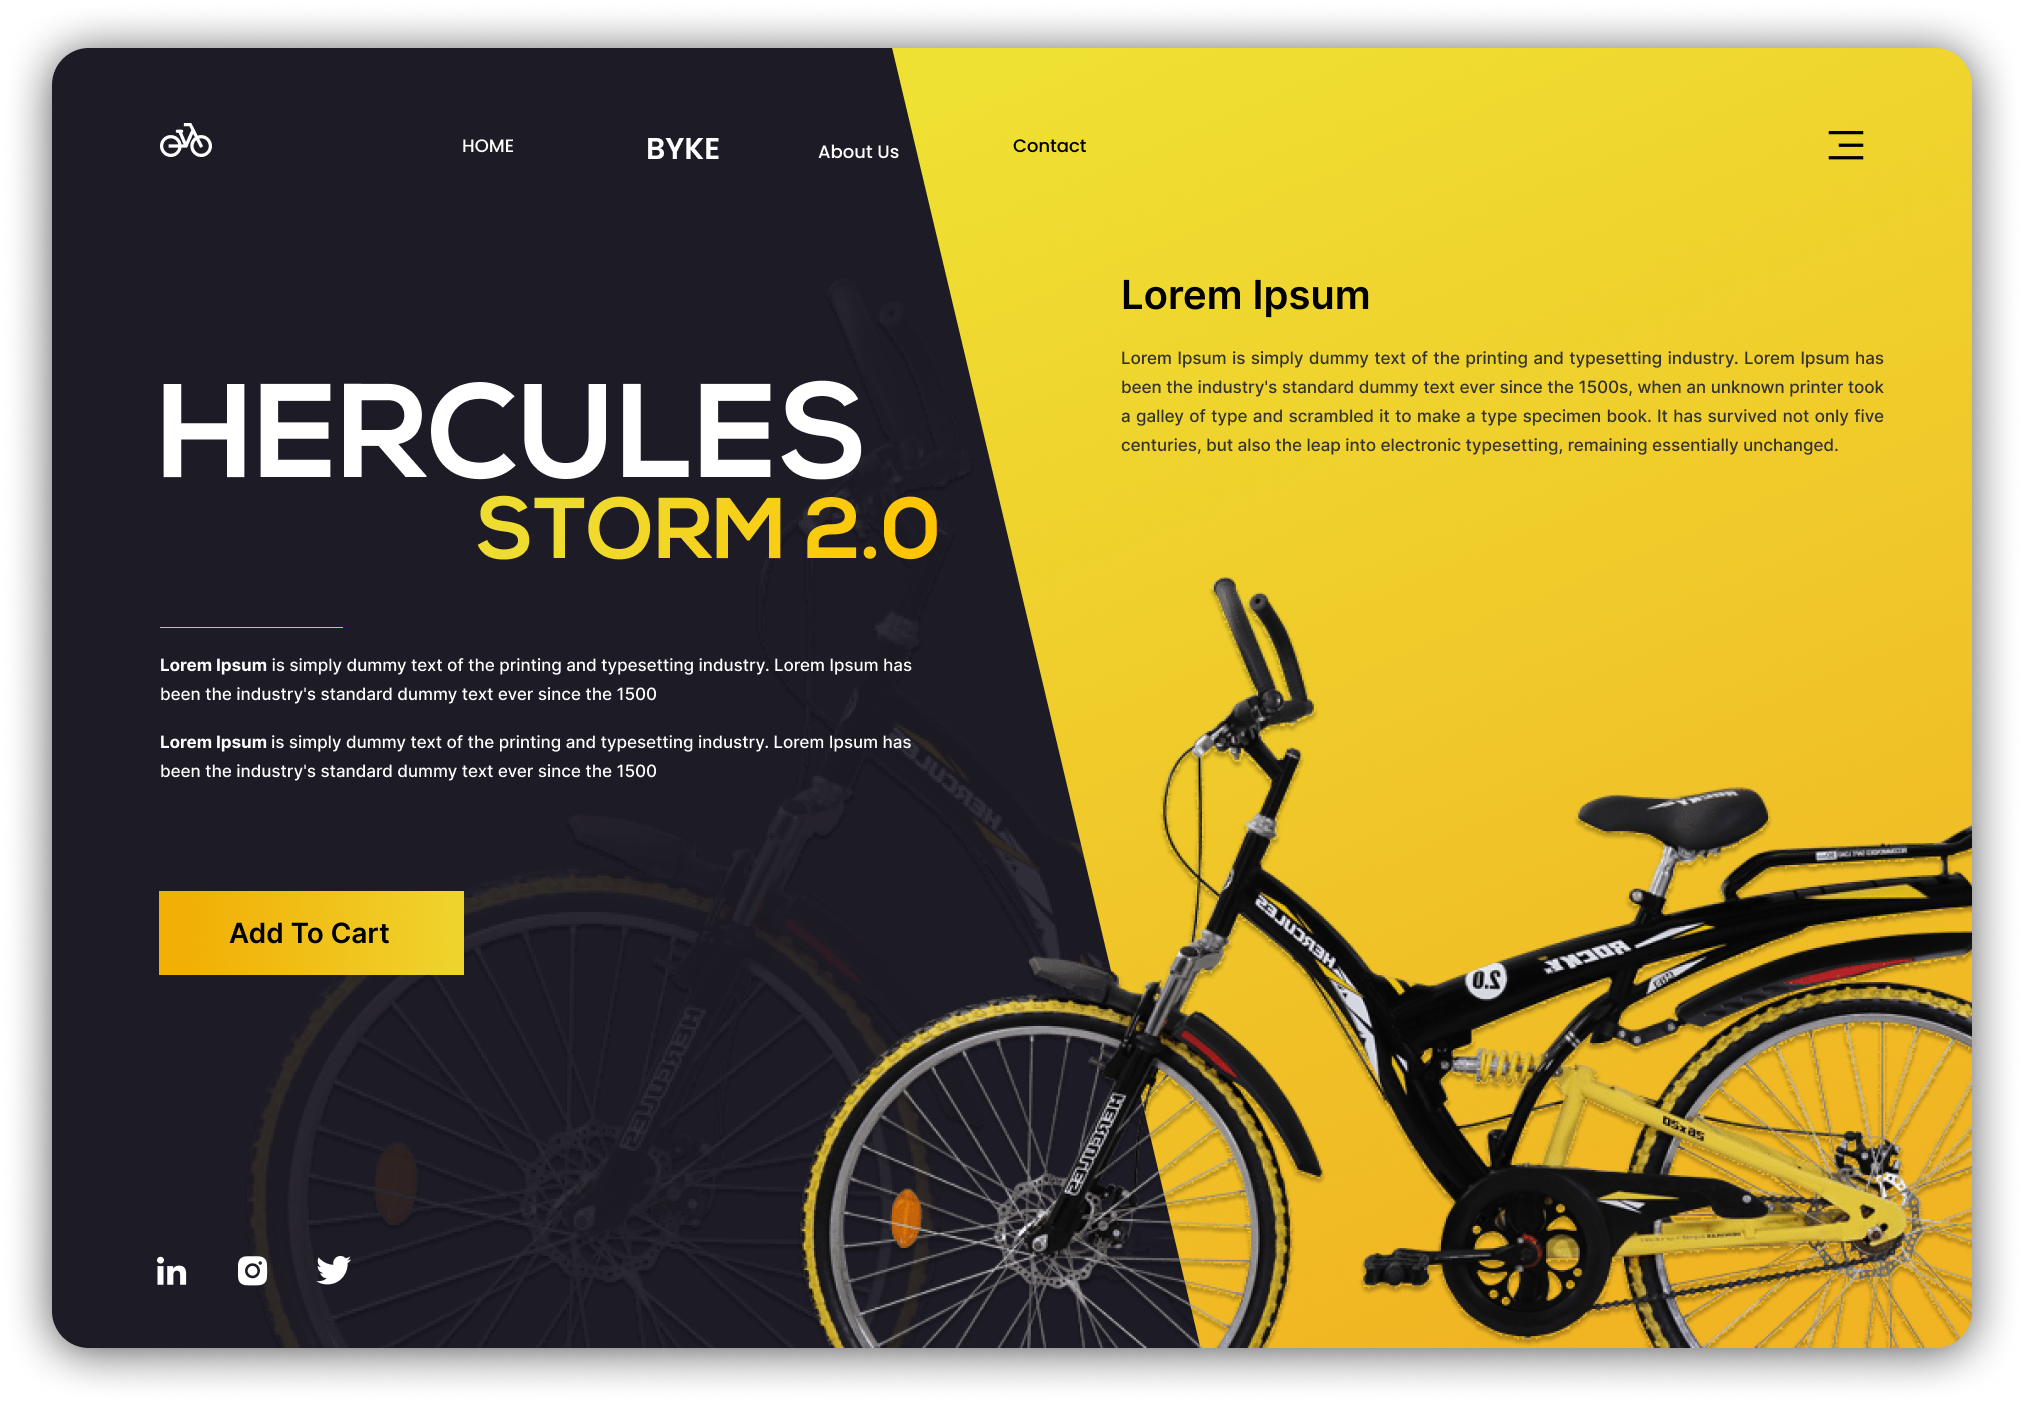 HOME
BYKE
About Us
Contact
Lorem Ipsum
Lorem Ipsum is simply dummy text of the printing and typesetting industry. Lorem Ipsum has
been the industry's standard dummy text ever since the 1500s, when an unknown printer took
a galley of type and scrambled it to make a type specimen book. It has survived not only five
centuries, but also the leap into electronic typesetting, remaining essentially unchanged.
HERCULES
STORM 2.0
Lorem Ipsum is simply dummy text of the printing and typesetting industry. Lorem Ipsum has
been the industry's standard dummy text ever since the 1500
Lorem Ipsum is simply dummy text of the printing and typesetting industry. Lorem Ipsum has
been the industry's standard dummy text ever since the 1500
Add To Cart
in
HERCULES
ROCKY
2.0
HERCULES